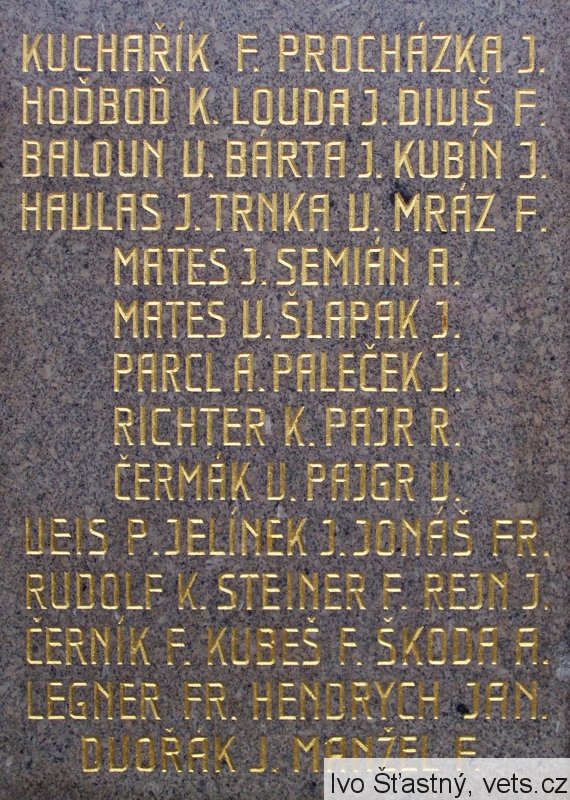 KUCHAŘÍK F. PROCHÁZKA J.
HOĎBOĎ K. LOUDA J. DIVIŠ F.
BALOUN V. BÁRTA J. KUBÍN J.
HAVLAS J. TRNKA V. MRÁZ F.
MATES J. SEMIÁN A.
MATES V. ŠLAPAK J.
PARCL A. PALEČEK J.
RICHTER K. PAJR R.
ČERMÁK V. PAJGR V.
VEIS P. JELÍNEK J. JONÁŠ FR.
RUDOLF K. STEINER F. REJN J.
ČERNÍK F. KUBEŠ F. ŠKODA A.
LEGNER FR. HENDRYCH JAN.
DVOŘAK J. MANŽEL F.
Ivo Šťastný, vets.cz